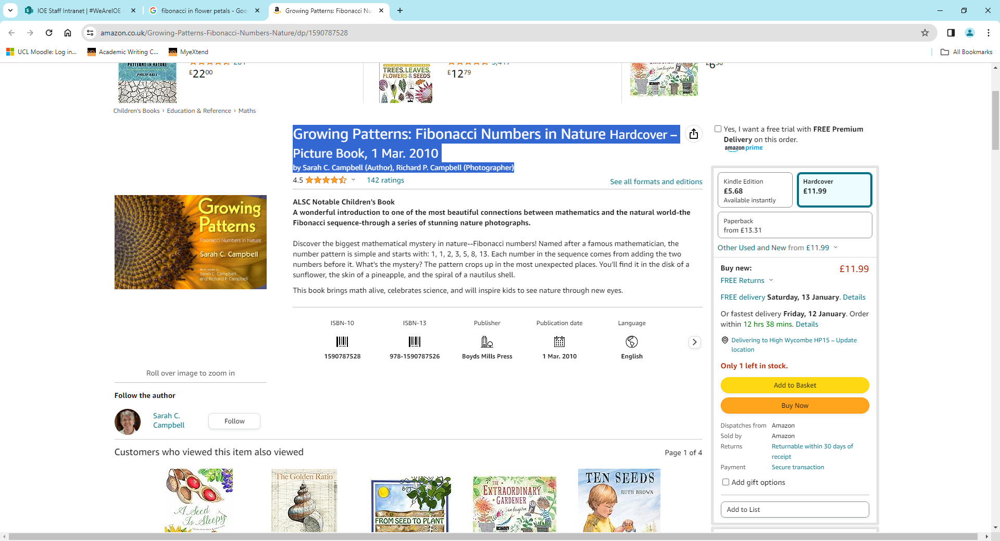 IOE Staff Intranet | #WeAreIOE
fibonacci in flower petals - Goo
Growing Patterns: Fibonacci Nu
amazon.co.uk/Growing-Patterns-Fibonacci-Numbers-Nature/dp/1590787528
UCL Moodle: Log in...
Academic Writing C...
MyeXtend
All Bookmarks
PATTERNS IN NATURE
PHILIP BALL
£2200
TREES, LEAVES,
FLOWERS & SEEDS
£1279
Sam Boughton
Children's Books › Education & Reference › Maths
Growing Patterns: Fibonacci Numbers in Nature Hardcover –
Picture Book, 1 Mar. 2010
by Sarah C. Campbell (Author), Richard P. Campbell (Photographer)
4.5
142 ratings
See all formats and editions
ALSC Notable Children's Book
A wonderful introduction to one of the most beautiful connections between mathematics and the natural world-the
Fibonacci sequence-through a series of stunning nature photographs.
Discover the biggest mathematical mystery in nature--Fibonacci numbers! Named after a famous mathematician, the
number pattern is simple and starts with: 1, 1, 2, 3, 5, 8, 13. Each number in the sequence comes from adding the two
numbers before it. What's the mystery? The pattern crops up in the most unexpected places. You'll find it in the disk of a
sunflower, the skin of a pineapple, and the spiral of a nautilus shell.
This book brings math alive, celebrates science, and will inspire kids to see nature through new eyes.
Growing
Patterns
Fibonacci Numbers in Nature
Sarah C. Campbell
Photographs by
Sarah C. Campbell
and Richard P. Campbell
Roll over image to zoom in
ISBN-10
1590787528
ISBN-13
978-1590787526
Publisher
Boyds Mills Press
Publication date
1 Mar. 2010
Language
English
Follow the author
Sarah C.
Campbell
Follow
Yes, I want a free trial with FREE Premium
Delivery on this order.
amazon prime
Kindle Edition
£5.68
Available instantly
Hardcover
£11.99
Paperback
from £13.31
Other Used and New from £11.99
Buy new:
£11.99
FREE Returns
FREE delivery Saturday, 13 January. Details
Or fastest delivery Friday, 12 January. Order
within 12 hrs 38 mins. Details
Delivering to High Wycombe HP15 – Update
location
Only 1 left in stock.
Add to Basket
Buy Now
Dispatches from Amazon
Sold by Amazon
Returns Returnable within 30 days of
receipt
Payment Secure transaction
Add gift options
Add to List
Customers who viewed this item also viewed
Page 1 of 4
A Seed
Is Sleepy
The Golden Ratio
FROM SEED TO PLANT
THE
EXTRAORDINARY
GARDENER
Sam Boughton
TEN SEEDS
RUTH BROWN